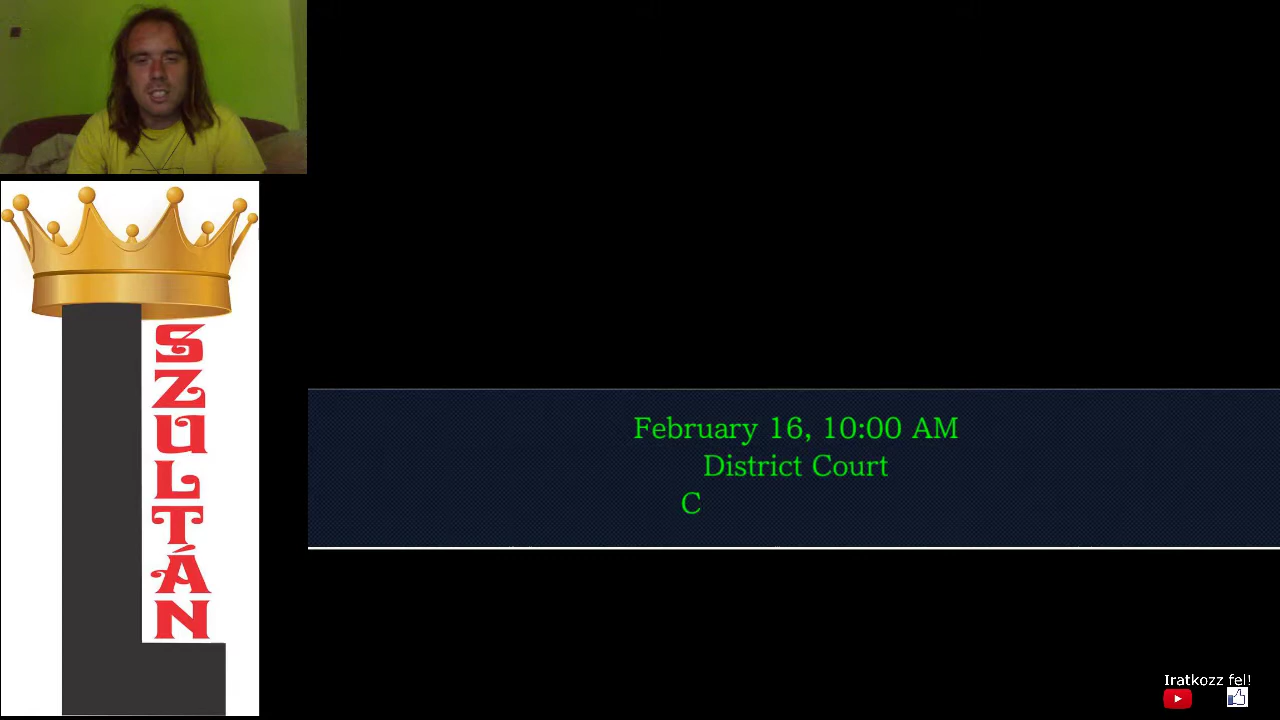 SZULTÁN
February 16, 10:00 AM
District Court
C
Iratkozz fel!